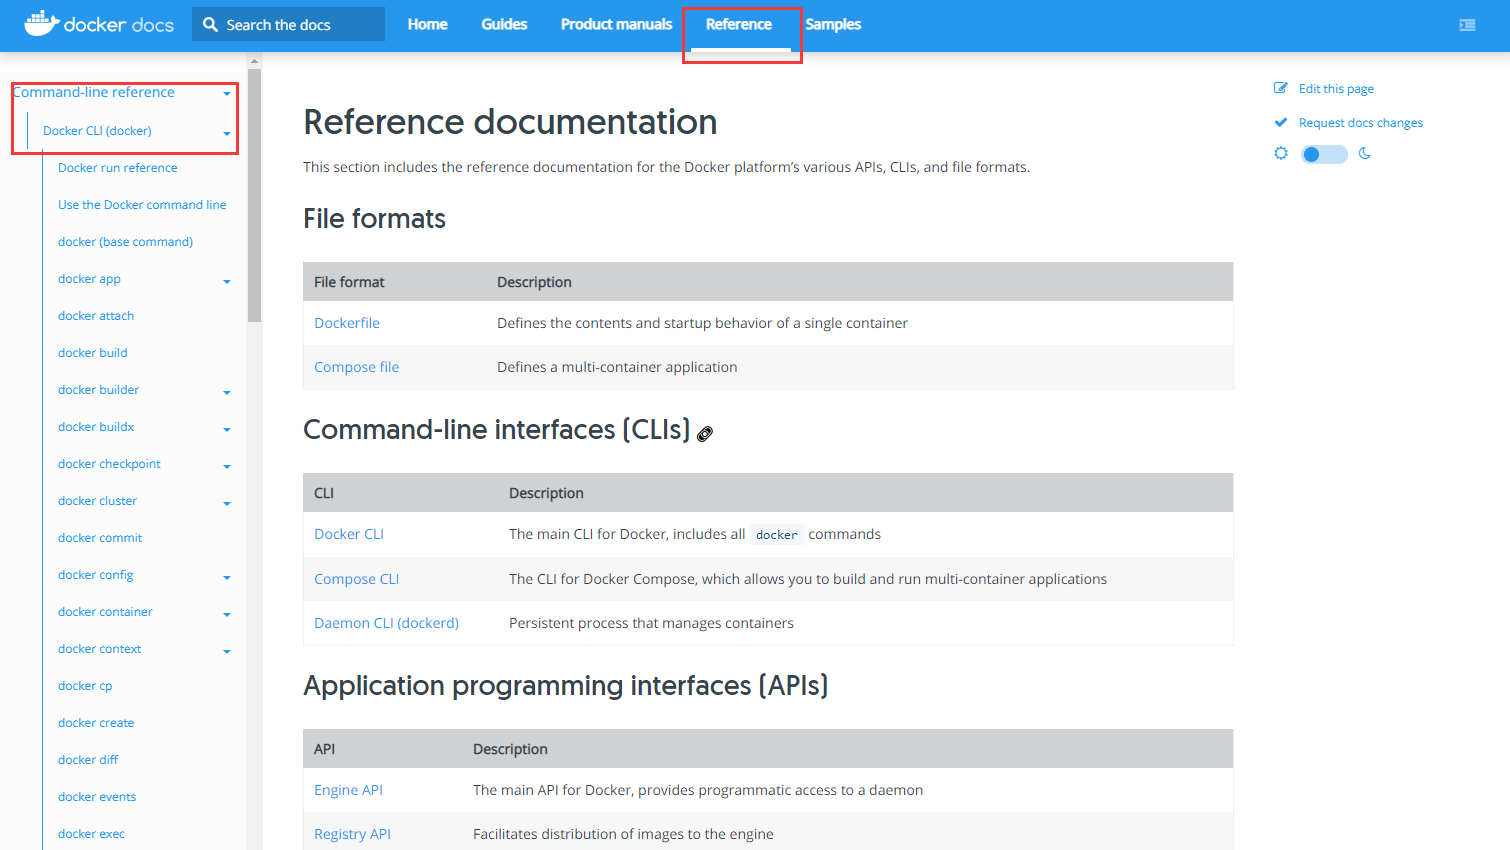 docker docs
Search the docs
Home
Guides
Product manuals
Reference
Samples
Command-line reference
Docker CLI (docker)
Docker run reference
Use the Docker command line
docker (base command)
docker app
docker attach
docker build
docker builder
docker buildx
docker checkpoint
docker cluster
docker commit
docker config
docker container
docker context
docker cp
docker create
docker diff
docker events
docker exec
Reference documentation
This section includes the reference documentation for the Docker platform’s various APIs, CLIs, and file formats.
File formats
File format Description
Dockerfile Defines the contents and startup behavior of a single container
Compose file Defines a multi-container application
Command-line interfaces (CLIs)
CLI Description
Docker CLI The main CLI for Docker, includes all docker commands
Compose CLI The CLI for Docker Compose, which allows you to build and run multi-container applications
Daemon CLI (dockerd) Persistent process that manages containers
Application programming interfaces (APIs)
API Description
Engine API The main API for Docker, provides programmatic access to a daemon
Registry API Facilitates distribution of images to the engine
Edit this page
Request docs changes